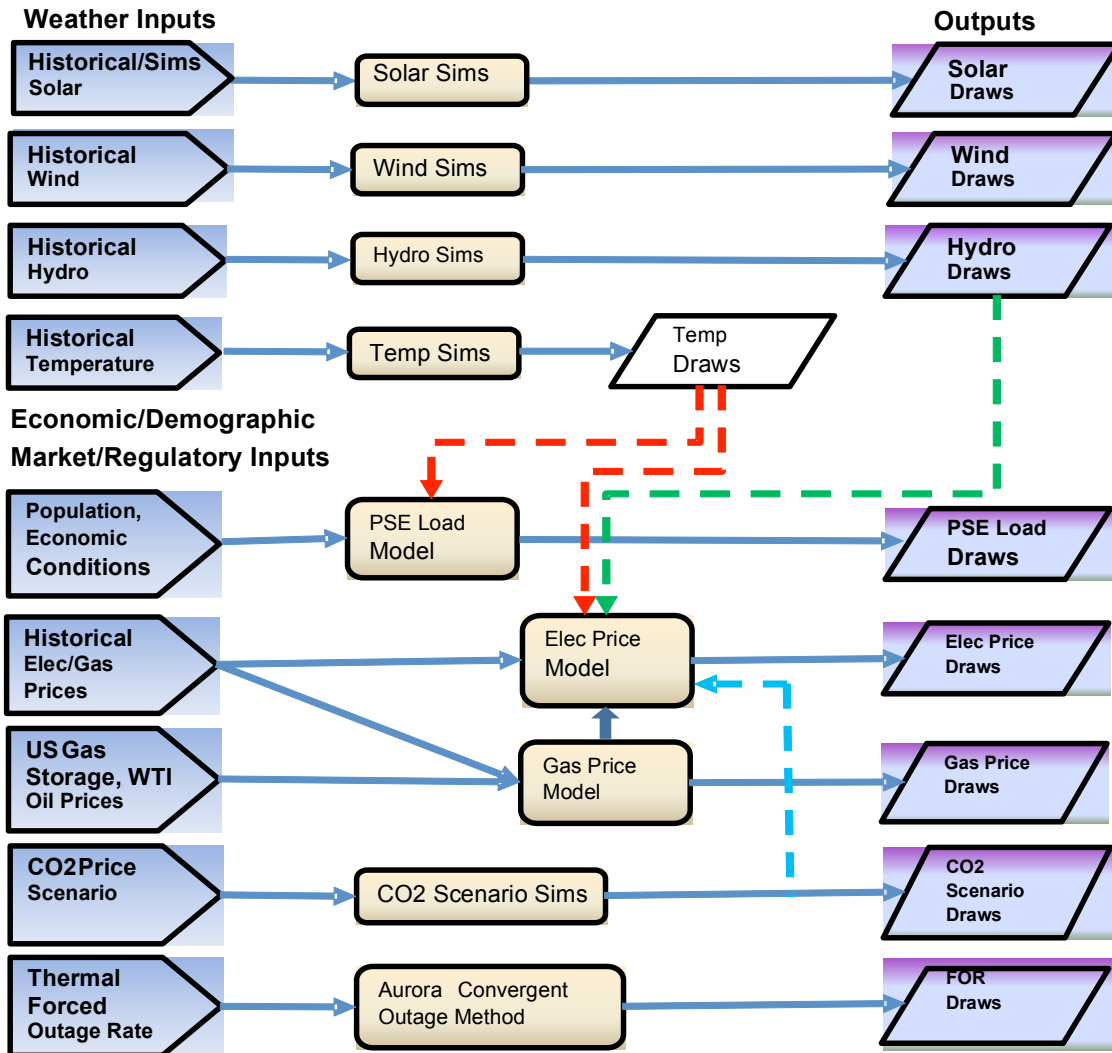 Weather Inputs
Outputs
Historical/Sims
Solar
Solar Sims
Solar
Draws
Historical
Wind
Wind Sims
Wind
Draws
Historical
Hydro
Hydro Sims
Hydro
Draws
Historical
Temperature
Temp Sims
Temp
Draws
Economic/Demographic
Market/Regulatory Inputs
Population,
Economic
Conditions
PSE Load
Model
PSE Load
Draws
Historical
Elec/Gas
Prices
Elec Price
Model
Elec Price
Draws
US Gas
Storage, WTI
Oil Prices
Gas Price
Model
Gas Price
Draws
CO2 Price
Scenario
CO2 Scenario Sims
CO2
Scenario
Draws
Thermal
Forced
Outage Rate
Aurora Convergent
Outage Method
FOR
Draws